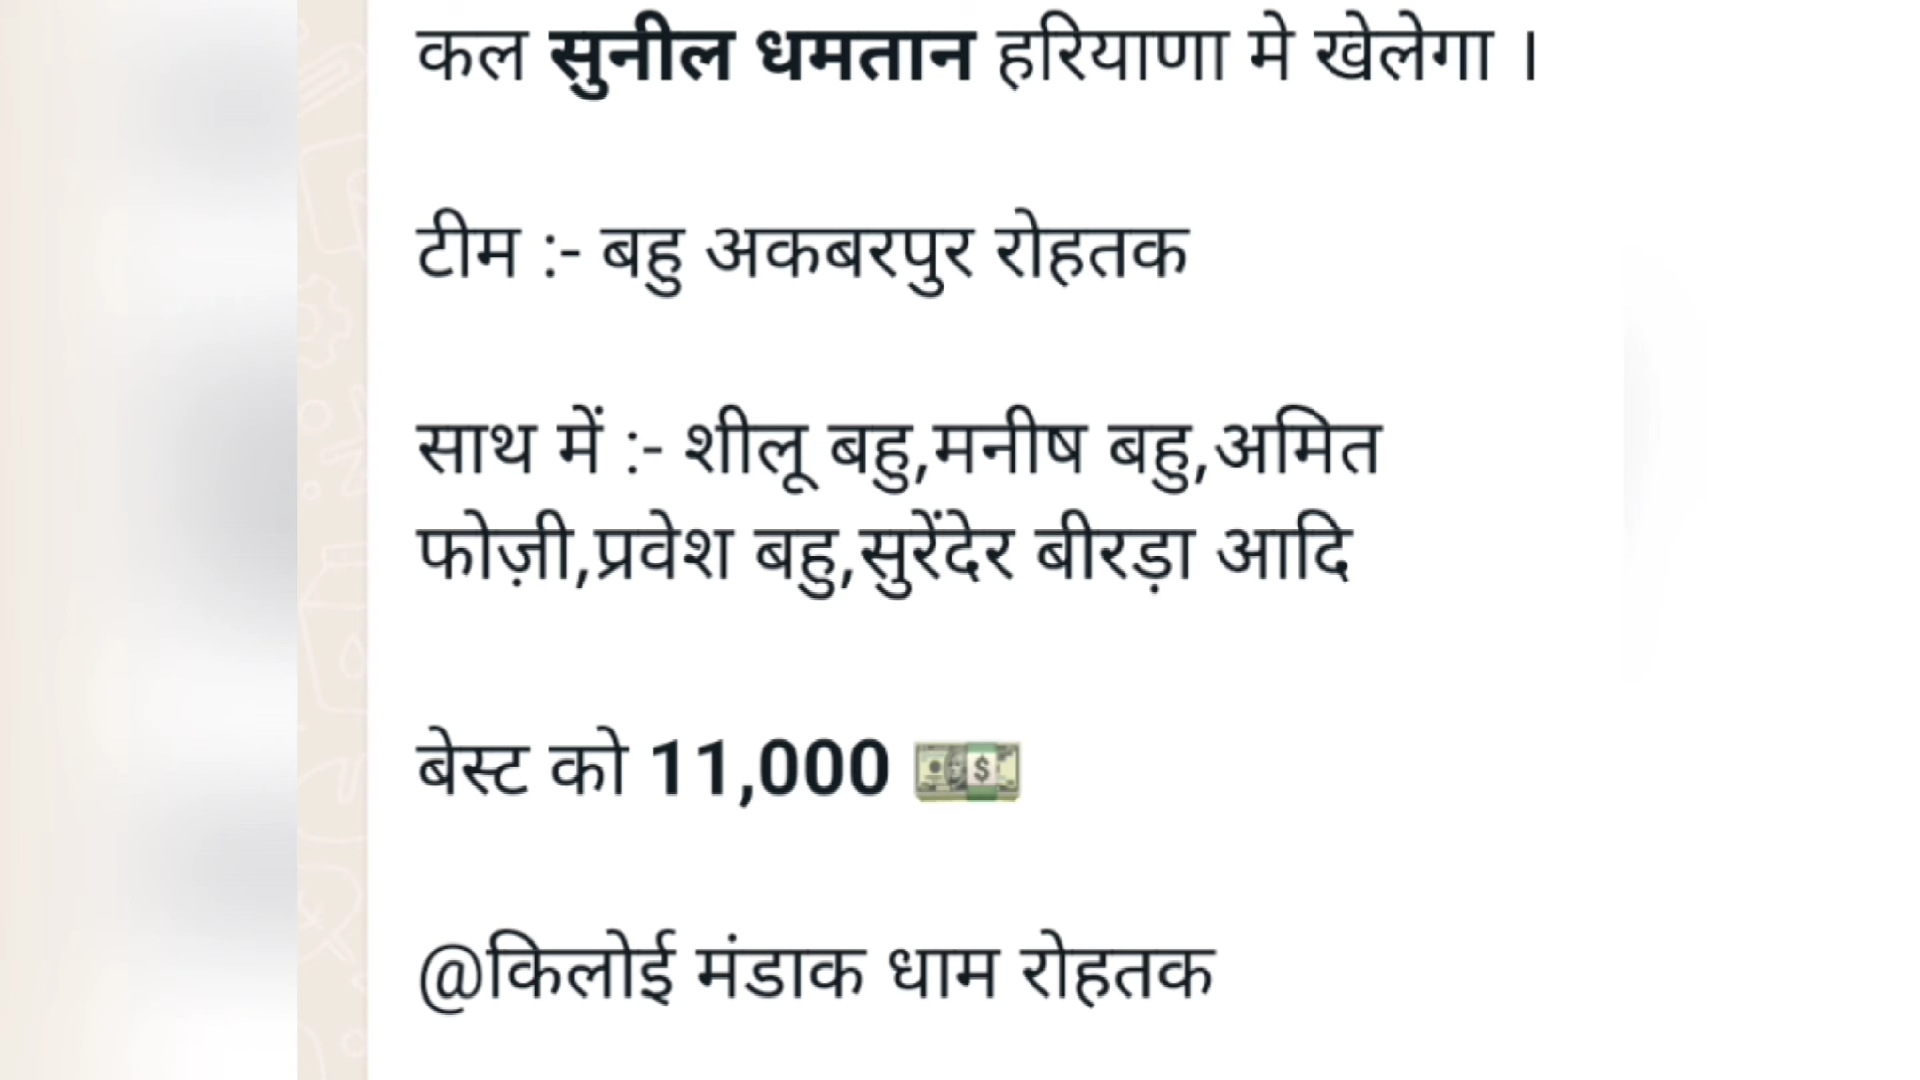 कल सुनील धमतान हरियाणा मे खेलेगा ।
टीम :- बहु अकबरपुर रोहतक
साथ में :- शीलू बहु,मनीष बहु,अमित
फोज़ी,प्रवेश बहु,सुरेंदेर बीरड़ा आदि
बेस्ट को 11,000 💵
@किलोई मंडाक धाम रोहतक